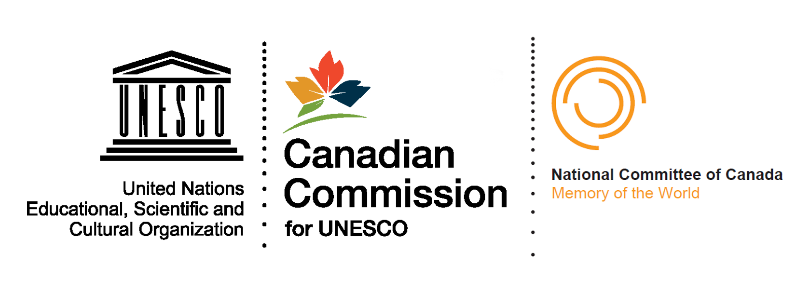 UNESCO
United Nations
Educational, Scientific and
Cultural Organization
Canadian
Commission
for UNESCO
National Committee of Canada
Memory of the World